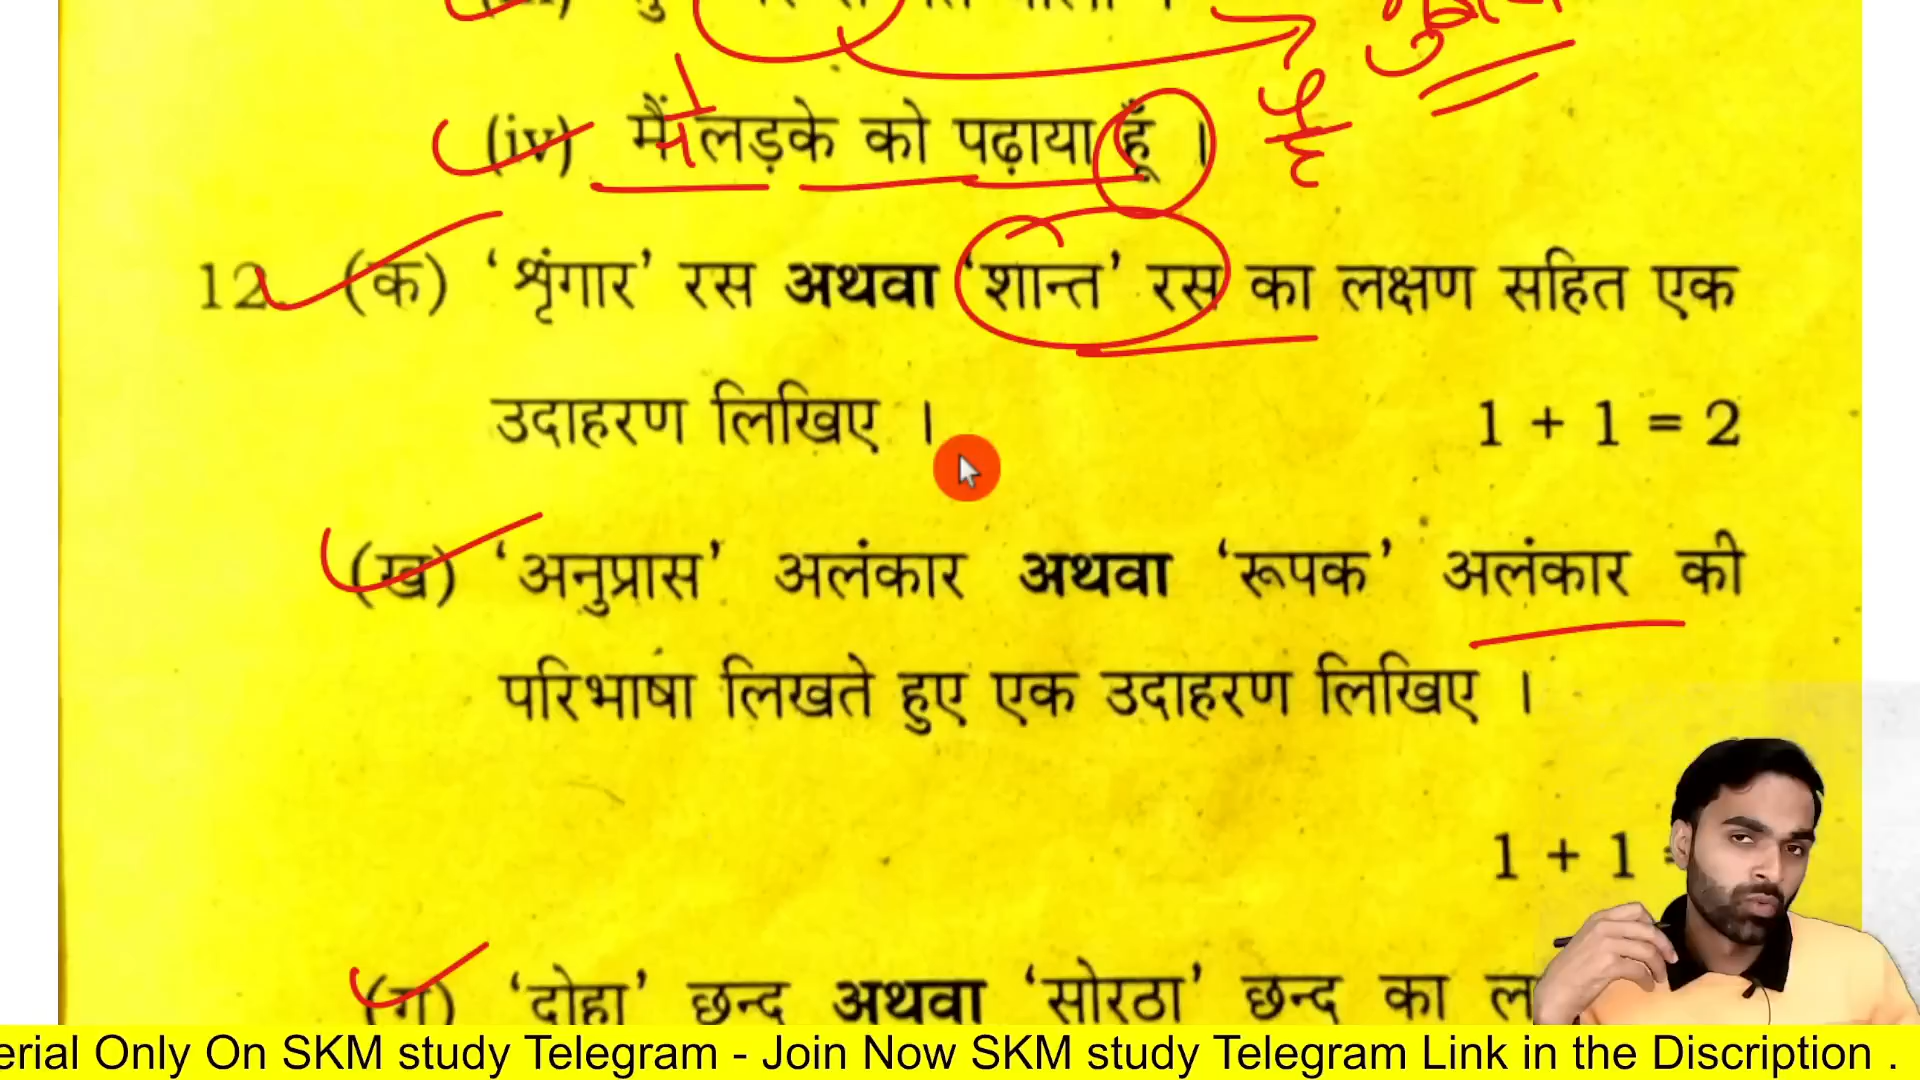 (iv) मैं लड़के को पढ़ाया हूँ ।
12. (क) ‘शृंगार’ रस अथवा ‘शान्त’ रस का लक्षण सहित एक
उदाहरण लिखिए ।
1 + 1 = 2
(ख) ‘अनुप्रास’ अलंकार अथवा ‘रूपक’ अलंकार की
परिभाषा लिखते हुए एक उदाहरण लिखिए ।
1 + 1 =
(ग) ‘दोहा’ छन्द अथवा ‘सोरठा’ छन्द का ल
erial Only On SKM study Telegram - Join Now SKM study Telegram Link in the Discription .